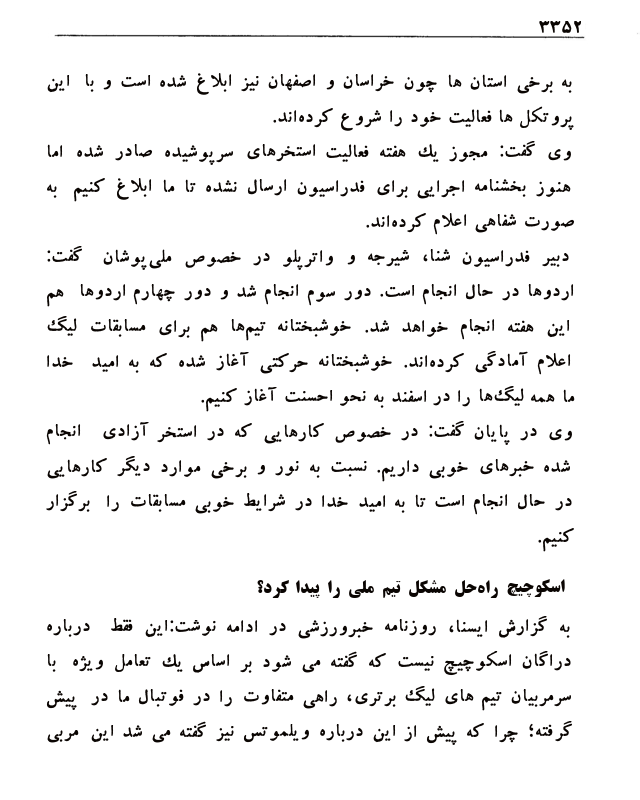 ۳۳۵۲
به برخی استان ها چون خراسان و اصفهان نیز ابلاغ شده است و با این
پروتکل ها فعالیت خود را شروع کرده‌اند.
وی گفت: مجوز یك هفته فعالیت استخرهای سرپوشیده صادر شده اما
هنوز بخشنامه اجرایی برای فدراسیون ارسال نشده تا ما ابلاغ کنیم به
صورت شفاهی اعلام کرده‌اند.
دبیر فدراسیون شنا، شیرجه و واترپلو در خصوص ملی‌پوشان گفت:
اردوها در حال انجام است. دور سوم انجام شد و دور چهارم اردوها هم
این هفته انجام خواهد شد. خوشبختانه تیم‌ها هم برای مسابقات لیگ
اعلام آمادگی کرده‌اند. خوشبختانه حرکتی آغاز شده که به امید خدا
ما همه لیگ‌ها را در اسفند به نحو احسنت آغاز کنیم.
وی در پایان گفت: در خصوص کارهایی که در استخر آزادی انجام
شده خبرهای خوبی داریم. نسبت به نور و برخی موارد دیگر کارهایی
در حال انجام است تا به امید خدا در شرایط خوبی مسابقات را برگزار
کنیم.
اسکوچیچ راه‌حل مشکل تیم ملی را پیدا کرد؟
به گزارش ایسنا، روزنامه خبرورزشی در ادامه نوشت:این فقط درباره
دراگان اسکوچیچ نیست که گفته می شود بر اساس یك تعامل ویژه با
سرمربیان تیم های لیگ برتری، راهی متفاوت را در فوتبال ما در پیش
گرفته؛ چرا که پیش از این درباره ویلموتس نیز گفته می شد این مربی